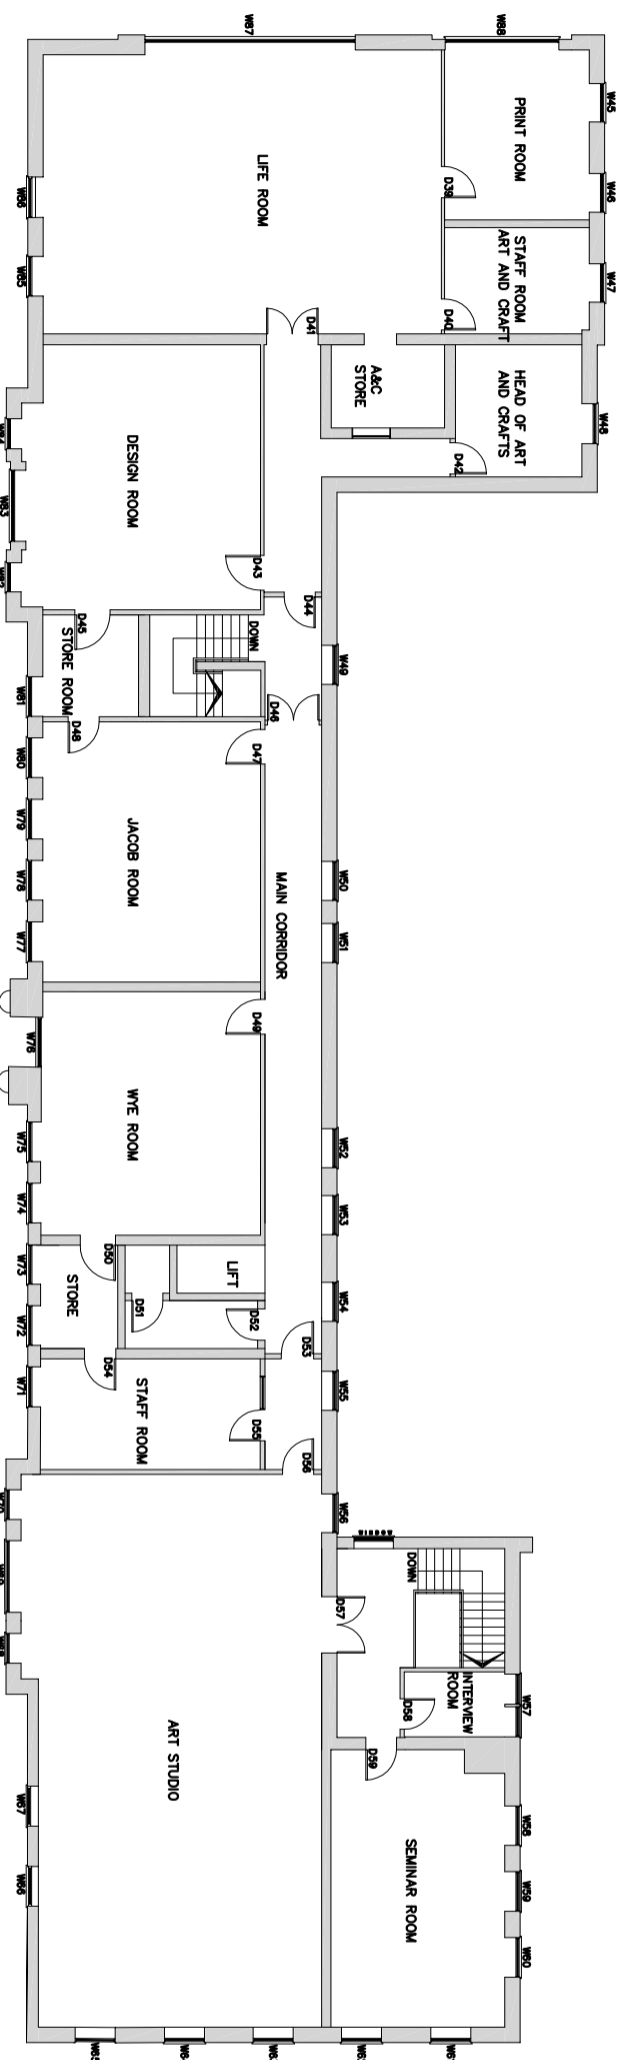 W87
W88
W45
PRINT ROOM
W46
D39
LIFE ROOM
W86
W85
STAFF ROOM
ART AND CRAFT
W47
D40
D41
A&C
STORE
HEAD OF ART
AND CRAFTS
W48
D42
DESIGN ROOM
W83
D43
D44
D45
STORE ROOM
DOWN
W49
W81
D48
D46
D47
W80
W79
JACOB ROOM
W78
W77
MAIN CORRIDOR
W50
W51
D49
W76
WYE ROOM
W75
W74
W52
W53
D50
W73
STORE
W72
LIFT
D51
D52
W54
D53
D54
W71
STAFF ROOM
D55
W55
D56
W56
WINDOW
DOWN
D57
INTERVIEW
ROOM
W57
D58
D59
ART STUDIO
W67
W66
SEMINAR ROOM
W58
W59
W60